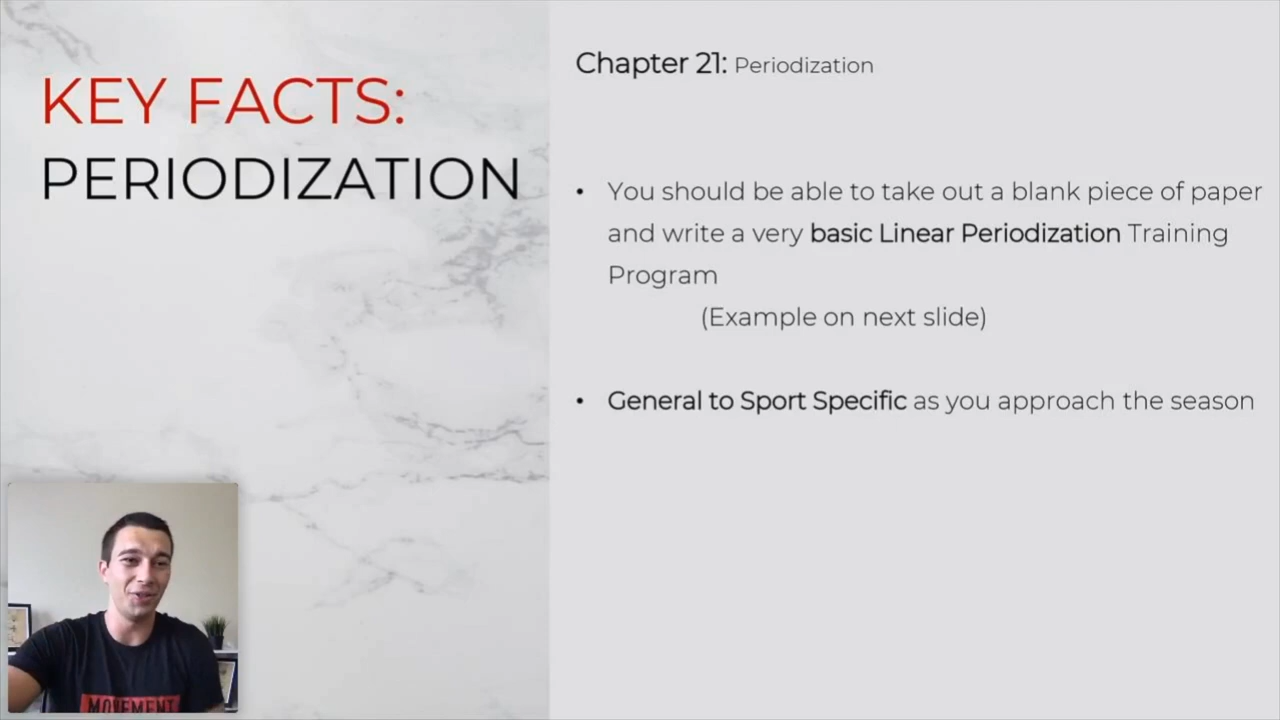 KEY FACTS:
PERIODIZATION
Chapter 21: Periodization
• You should be able to take out a blank piece of paper
and write a very basic Linear Periodization Training
Program
(Example on next slide)
• General to Sport Specific as you approach the season
MOVEMENT